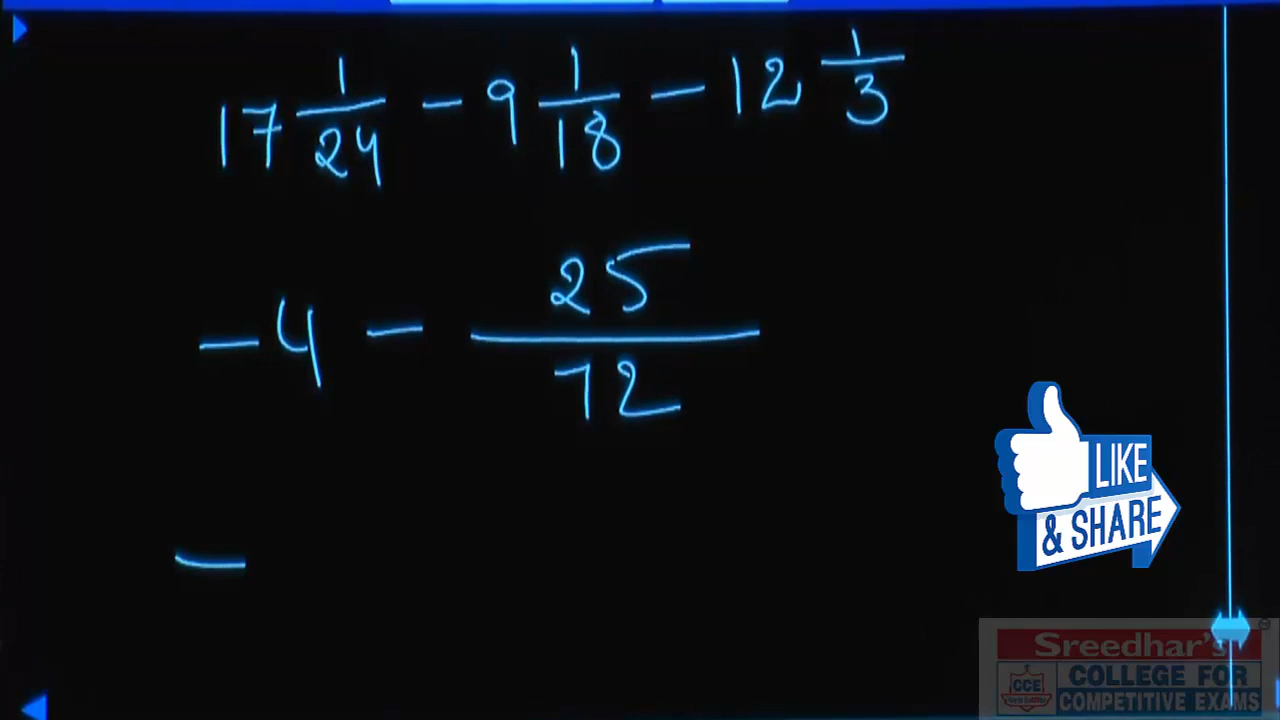 17 1/24 - 9 1/18 - 12 1/3
-4 - 25/72
-
LIKE
& SHARE
Sreedhar's
CCE
COLLEGE FOR
COMPETITIVE EXAMS